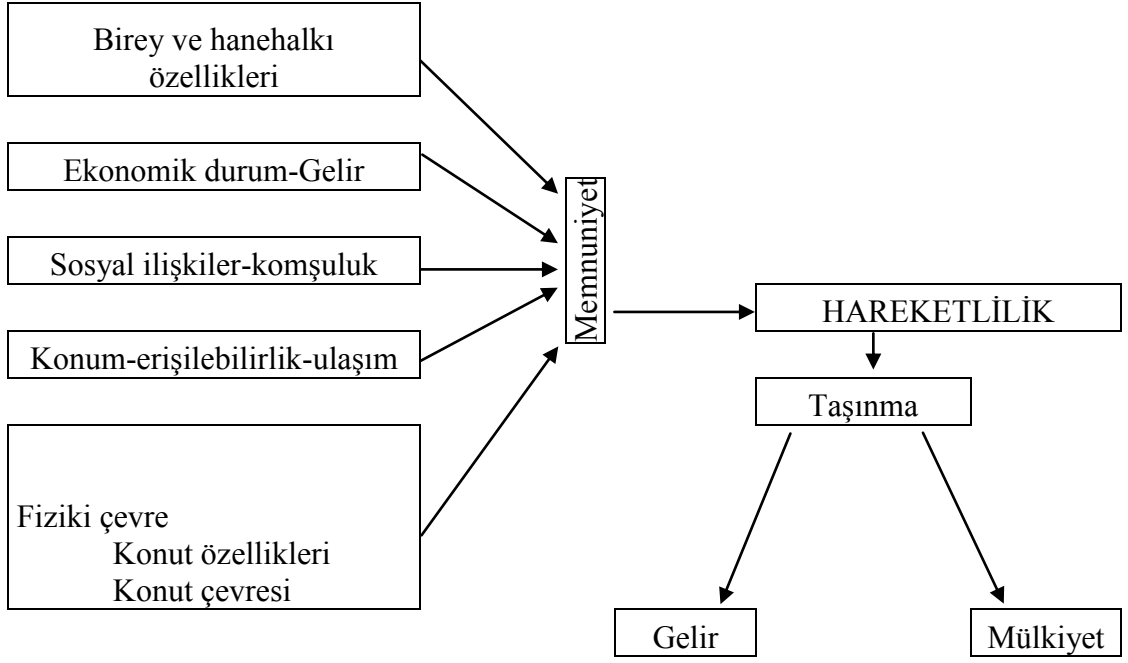 Birey ve hanehalkı
özellikleri
Ekonomik durum-Gelir
Sosyal ilişkiler-komşuluk
Konum-erişilebilirlik-ulaşım
Fiziki çevre
Konut özellikleri
Konut çevresi
Memnuniyet
HAREKETLİLİK
Taşınma
Gelir
Mülkiyet